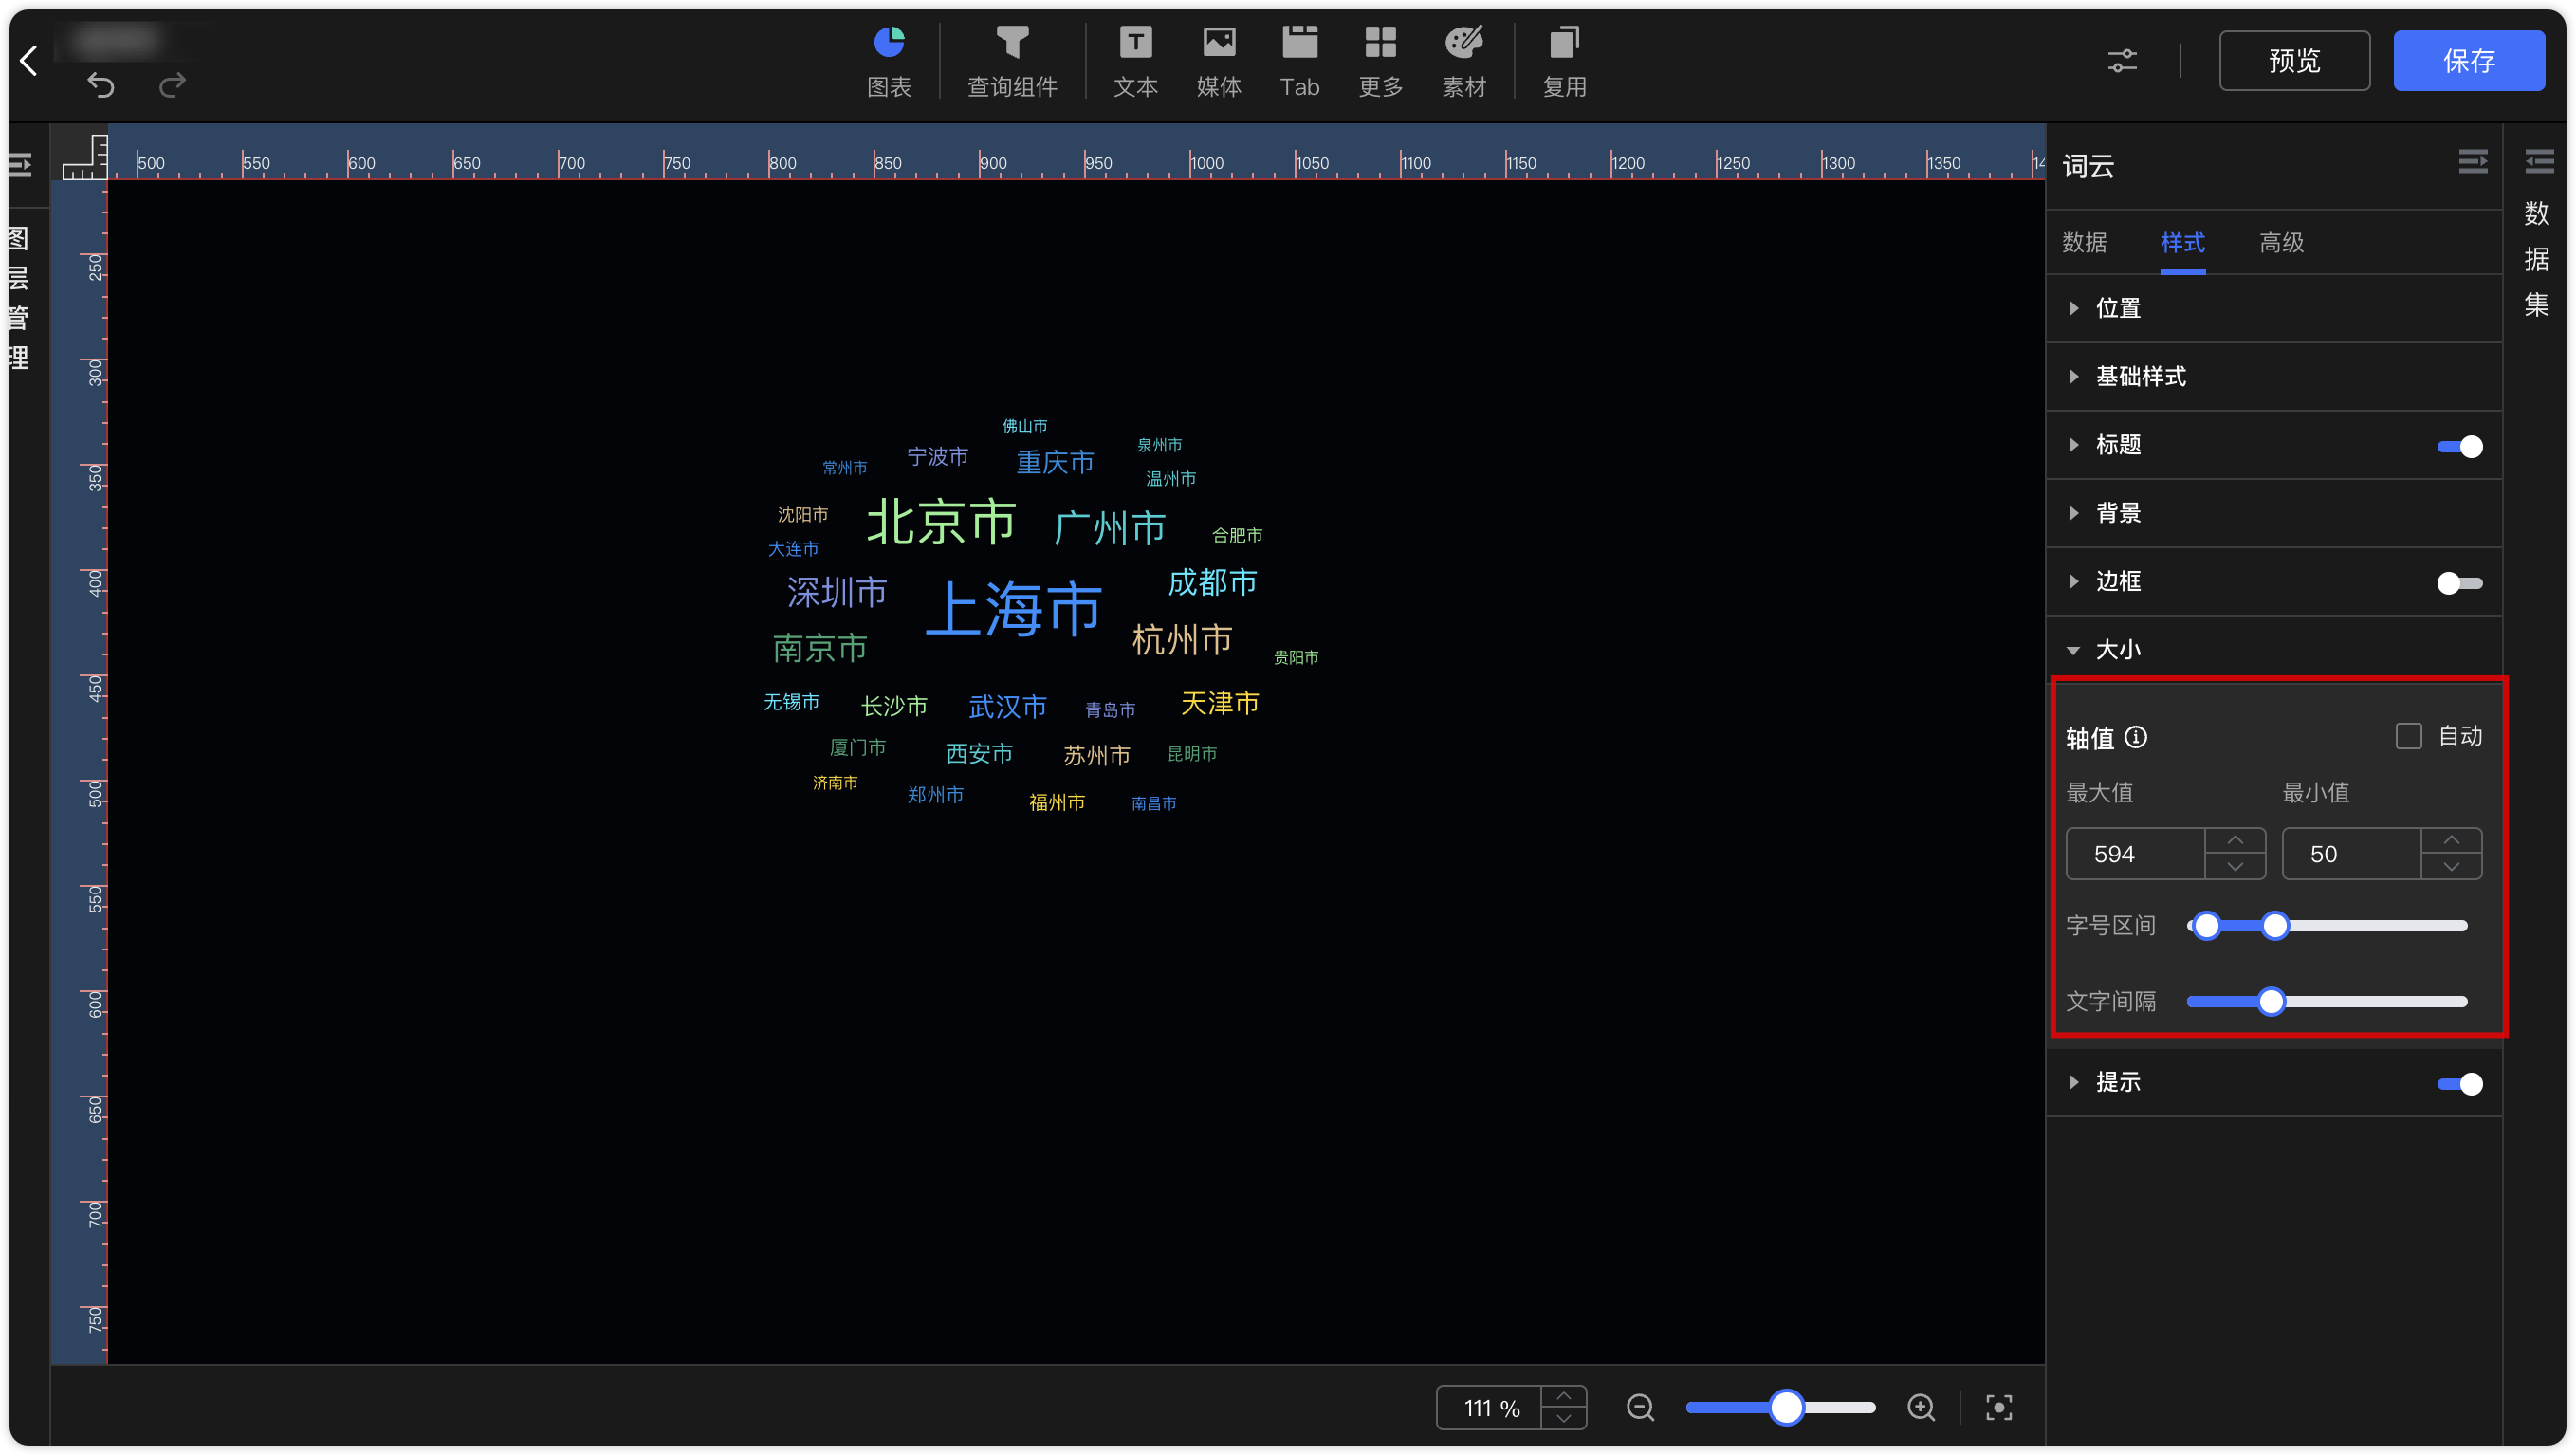 图表
查询组件
文本
媒体
Tab
更多
素材
复用
预览
保存
500 550 600 650 700 750 800 850 900 950 1000 1050 1100 1150 1200 1250 1300 1350
250
300
350
400
450
500
550
600
650
700
750
图层管理
佛山市
泉州市
宁波市
重庆市
常州市
温州市
沈阳市
北京市
广州市
合肥市
大连市
深圳市
上海市
成都市
南京市
杭州市
贵阳市
无锡市
长沙市
武汉市
青岛市
天津市
厦门市
西安市
苏州市
昆明市
济南市
郑州市
福州市
南昌市
词云
数据 样式 高级
位置
基础样式
标题
背景
边框
大小
轴值 自动
最大值 最小值
594 50
字号区间
文字间隔
提示
数据集
111 %